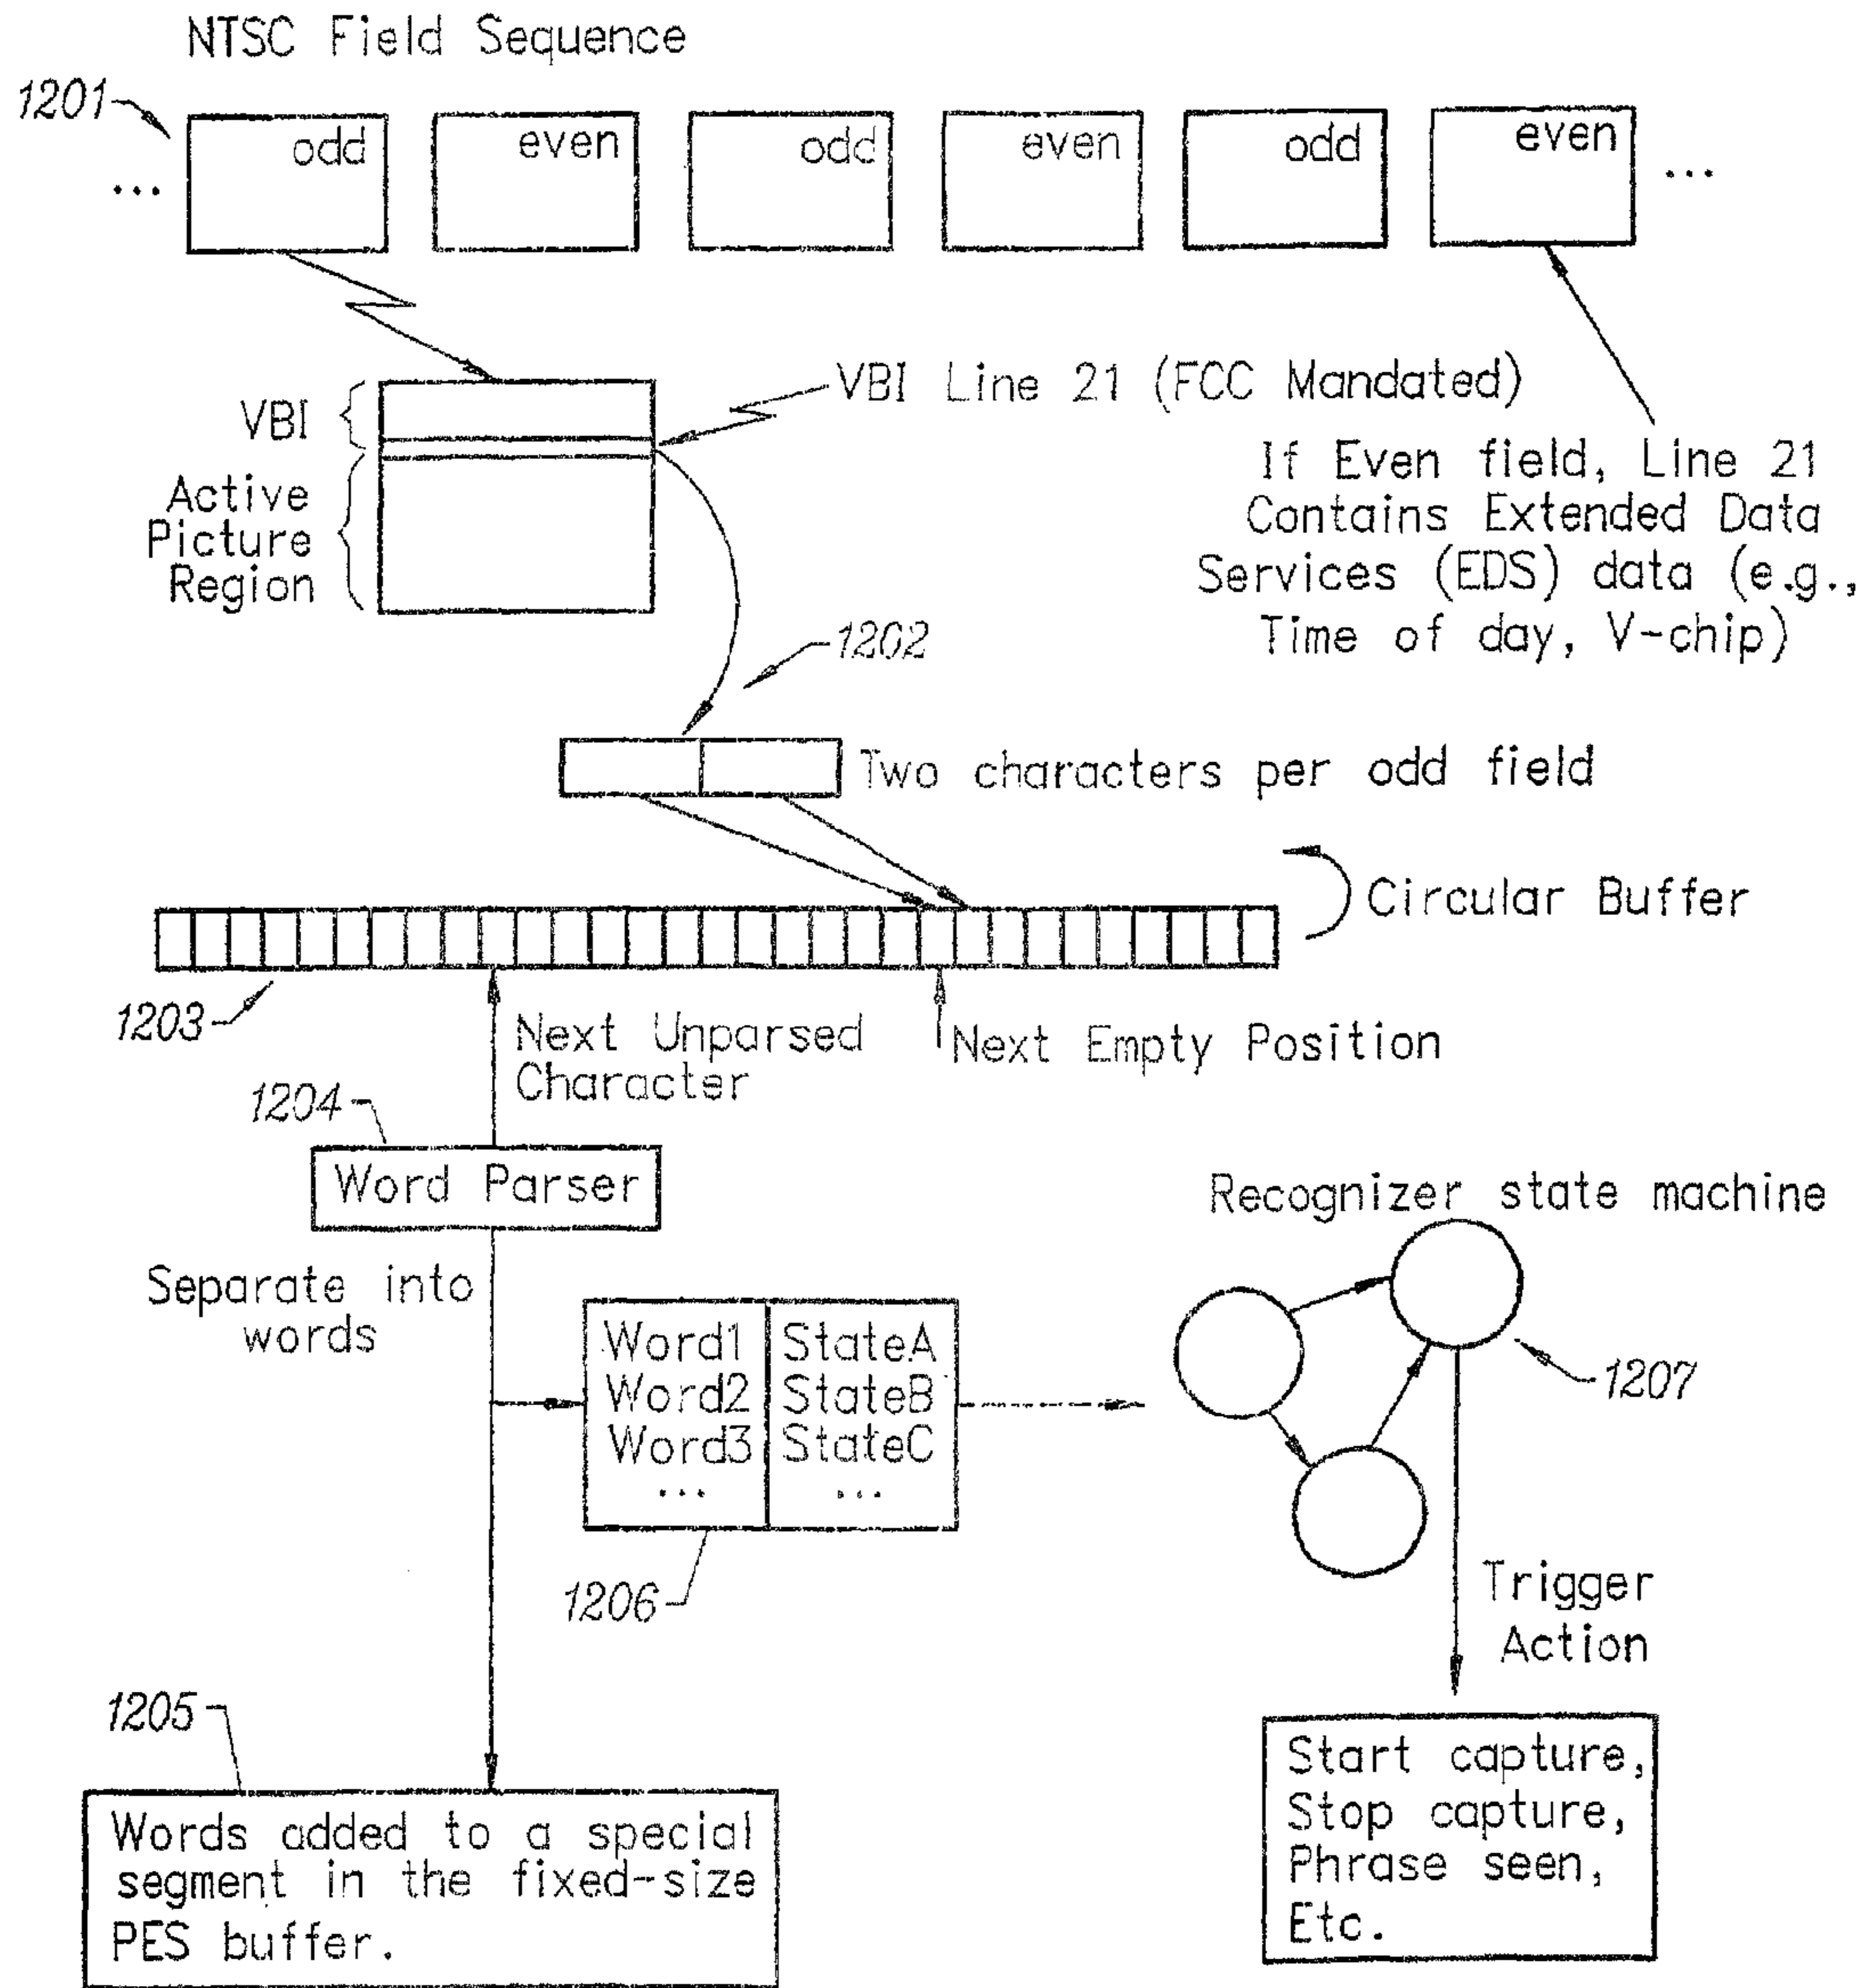 NTSC Field Sequence
1201
odd
even
odd
even
odd
even
...
...
VBI
VBI Line 21 (FCC Mandated)
Active
Picture
Region
If Even field, Line 21
Contains Extended Data
Services (EDS) data (e.g.,
Time of day, V-chip)
1202
Two characters per odd field
Circular Buffer
1203
Next Unparsed
Character
Next Empty Position
1204
Word Parser
Separate into
words
Word1 StateA
Word2 StateB
Word3 StateC
... ...
1206
Recognizer state machine
1207
Trigger
Action
1205
Words added to a special
segment in the fixed-size
PES buffer.
Start capture,
Stop capture,
Phrase seen,
Etc.